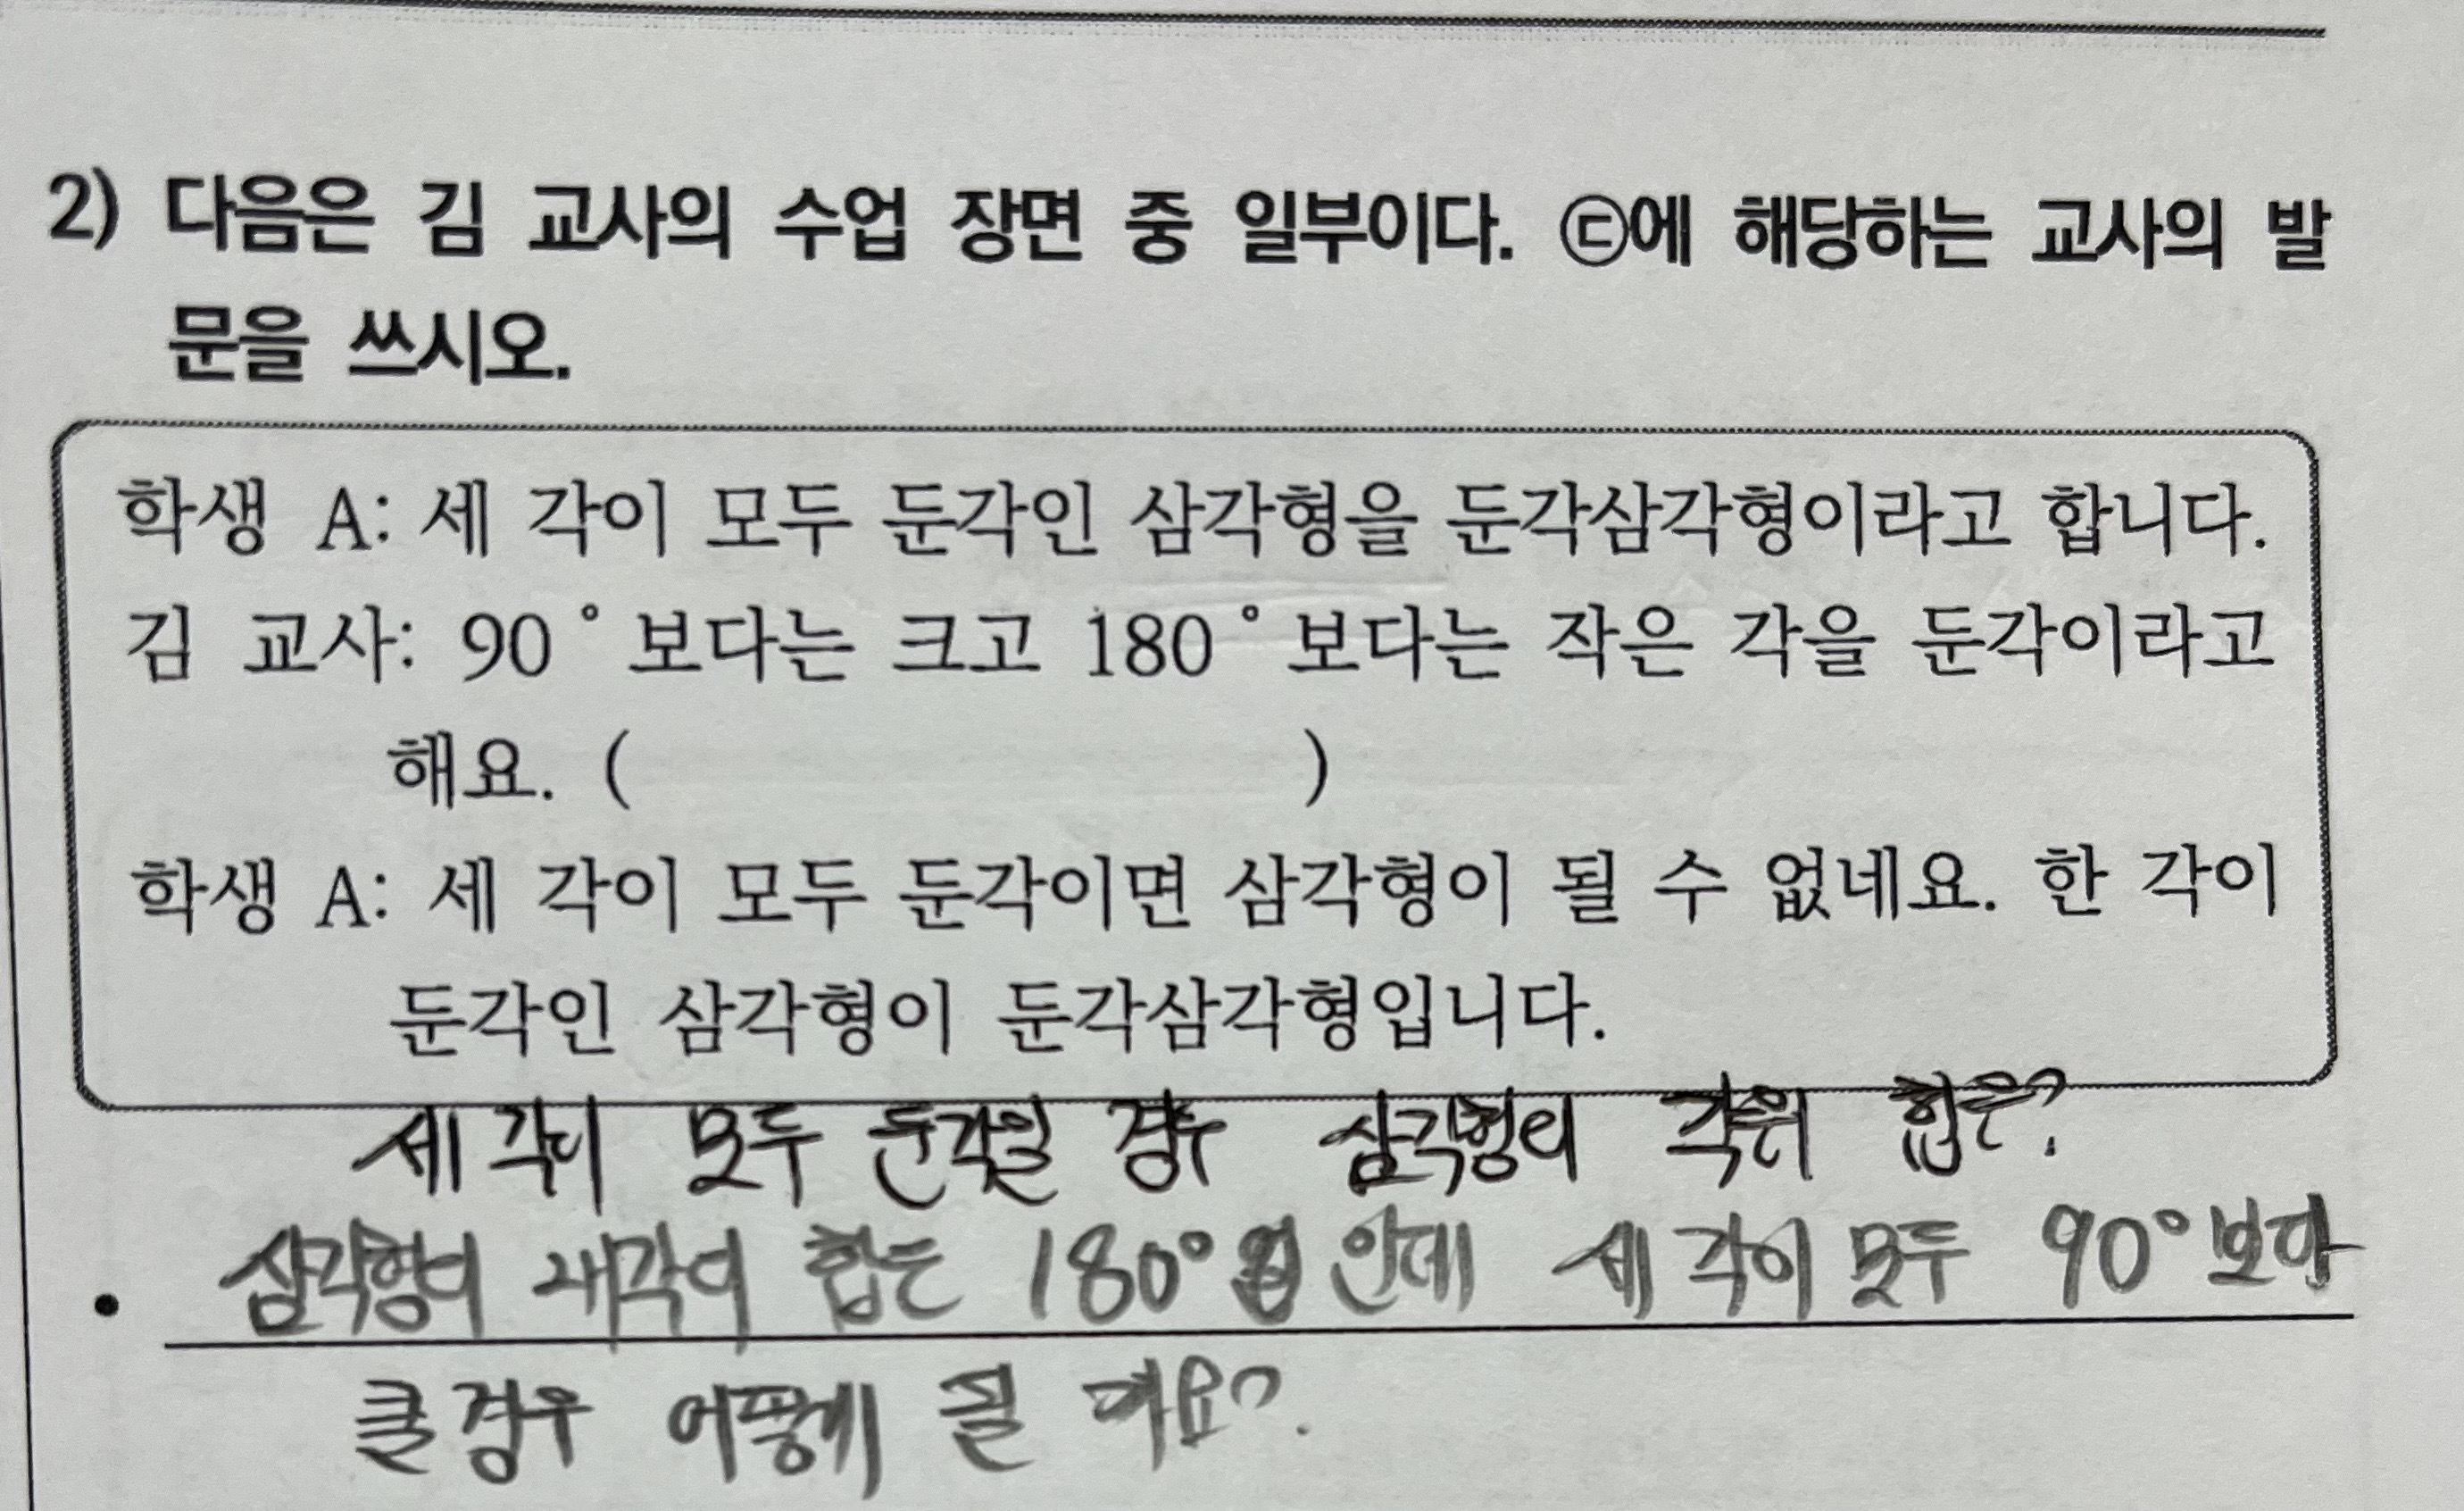 2) 다음은 김 교사의 수업 장면 중 일부이다. ㉢에 해당하는 교사의 발
문을 쓰시오.
학생 A: 세 각이 모두 둔각인 삼각형을 둔각삼각형이라고 합니다.
김 교사: 90°보다는 크고 180°보다는 작은 각을 둔각이라고
해요. ( )
학생 A: 세 각이 모두 둔각이면 삼각형이 될 수 없네요. 한 각이
둔각인 삼각형이 둔각삼각형입니다.
세 각이 모두 둔각일 경우 삼각형의 각의 합은?
• 삼각형의 내각의 합은 180° 인데 세 각이 모두 90°보다
클 경우 어떻게 될 까요?